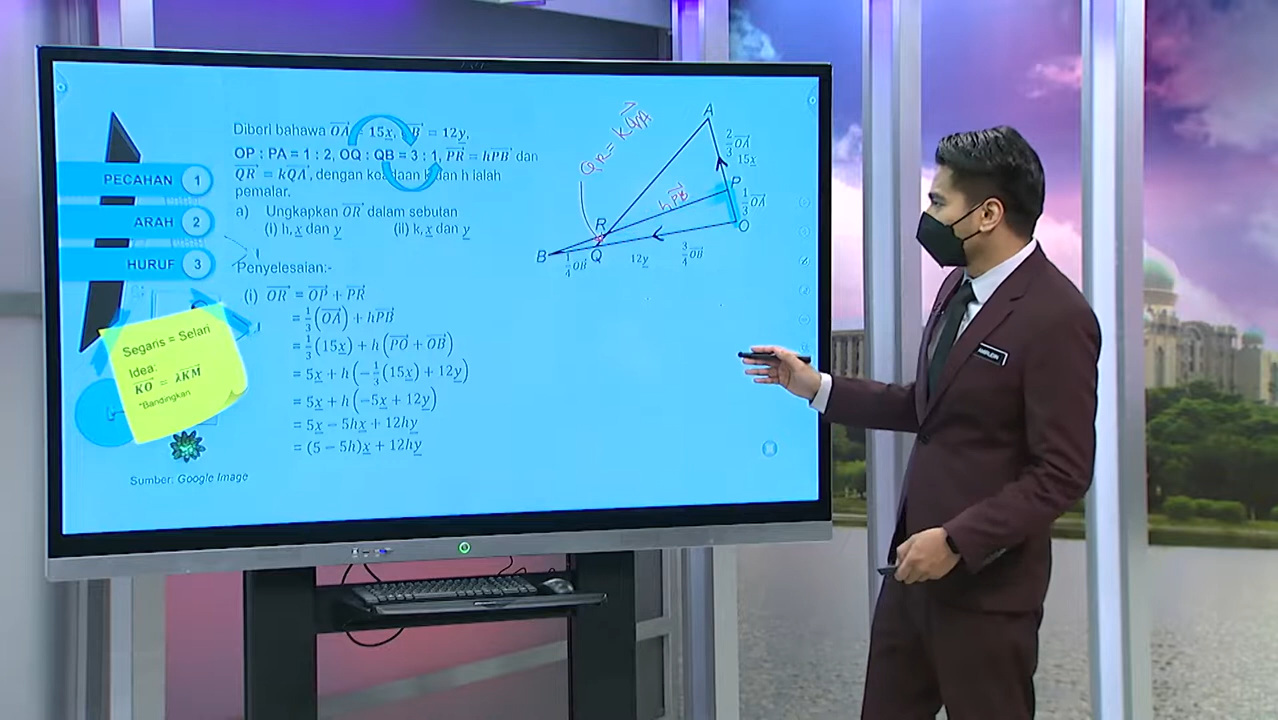 Diberi bahawa OA = 15x, OB = 12y,
OP : PA = 1 : 2, OQ : QB = 3 : 1, PR = hPB dan
QR = kQA, dengan keadaan k dan h ialah
pemalar.
a) Ungkapkan OR dalam sebutan
(i) h, x dan y (ii) k, x dan y
Penyelesaian:-
(i) OR = OP + PR
= 1/3 (OA) + hPB
= 1/3 (15x) + h(PO + OB)
= 5x + h(−1/3 (15x) + 12y)
= 5x + h(−5x + 12y)
= 5x − 5hx + 12hy
= (5 − 5h)x + 12hy
PECAHAN 1
ARAH 2
HURUF 3
Segaris = Selari
Idea:
KO = λKM
*Bandingkan
Sumber: Google Image
QR = kQA
A
2/3 OA
15x
P
hPB
1/3 OA
R
O
B
Q
1/4 OB
12y
3/4 OB